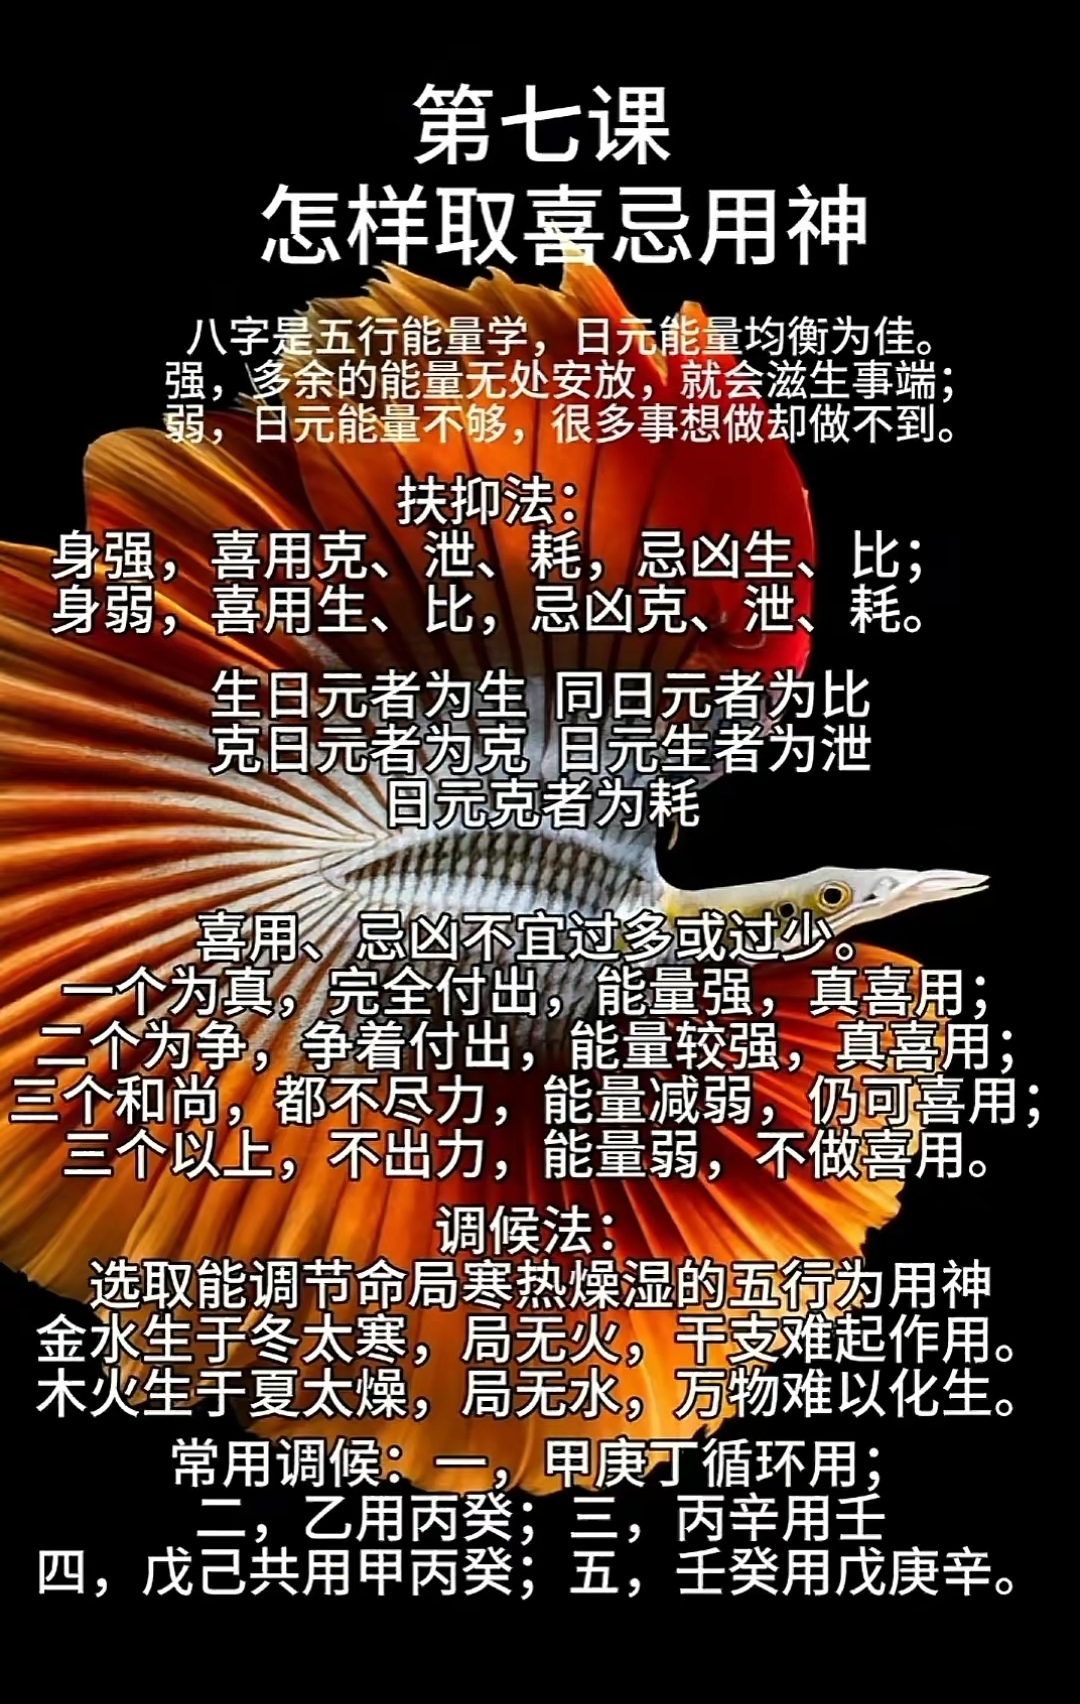 第七课
怎样取喜忌用神
八字是五行能量学，日元能量均衡为佳。
强，多余的能量无处安放，就会滋生事端；
弱，日元能量不够，很多事想做却做不到。
扶抑法：
身强，喜用克、泄、耗，忌凶生、比；
身弱，喜用生、比，忌凶克、泄、耗。
生日元者为生 同日元者为比
克日元者为克 日元生者为泄
日元克者为耗
喜用、忌凶不宜过多或过少。
一个为真，完全付出，能量强，真喜用；
二个为争，争着付出，能量较强，真喜用；
三个和尚，都不尽力，能量减弱，仍可喜用；
三个以上，不出力，能量弱，不做喜用。
调候法：
选取能调节命局寒热燥湿的五行为用神
金水生于冬太寒，局无火，干支难起作用。
木火生于夏太燥，局无水，万物难以化生。
常用调候：一，甲庚丁循环用；
二，乙用丙癸；三，丙辛用壬
四，戊己共用甲丙癸；五，壬癸用戊庚辛。